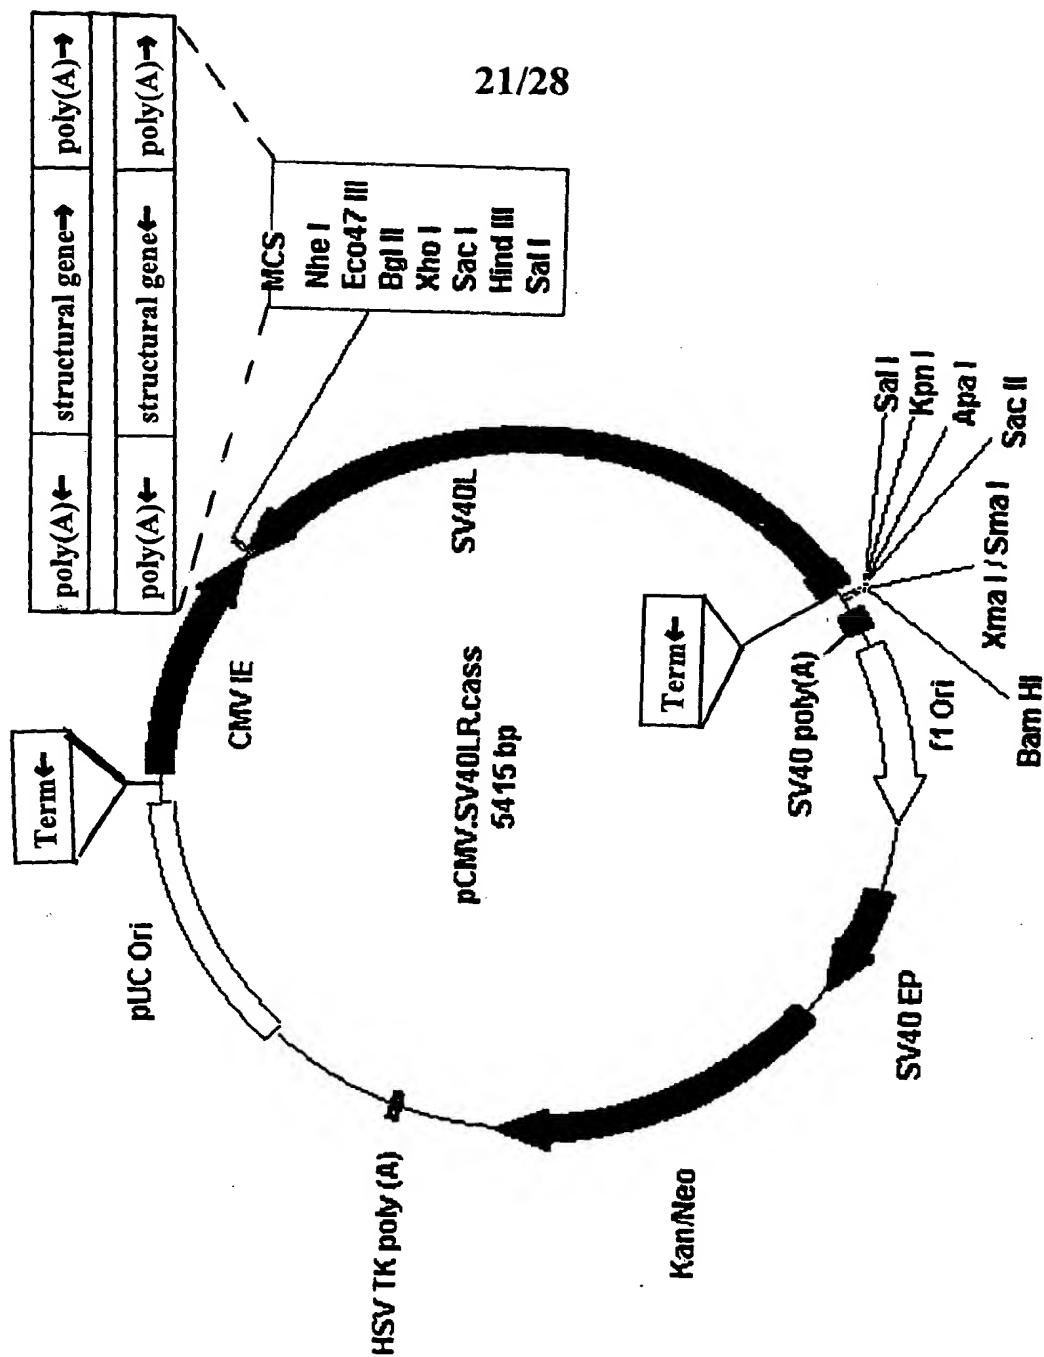 21/28
poly(A)← structural gene→ poly(A)→
poly(A)← structural gene← poly(A)→
Term←
MCS
Nhe I
Eco47 III
Bgl II
Xho I
Sac I
Hind III
Sal I
pUC Ori
CMV IE
SV40L
HSV TK poly (A)
pCMV.SV40LR.cass
5415 bp
Term←
Sal I
Kpn I
Apa I
Sac II
Xma I / Sma I
Bam HI
SV40 poly(A)
f1 Ori
SV40 EP
Kan/Neo